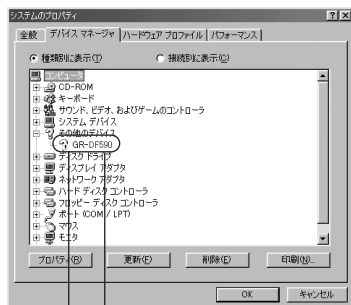 システムのプロパティ
全般 デバイス マネージャ ハードウェア プロファイル パフォーマンス
種類別に表示(T) 接続別に表示(C)
コンピュータ
CD-ROM
キーボード
サウンド、ビデオ、およびゲームのコントローラ
システム デバイス
その他のデバイス
GR-DF590
ディスク ドライブ
ディスプレイ アダプタ
ネットワーク アダプタ
ハード ディスク コントローラ
フロッピー ディスク コントローラ
ポート (COM / LPT)
マウス
モニタ
プロパティ(R) 更新(F) 削除(E) 印刷(N)...
OK キャンセル